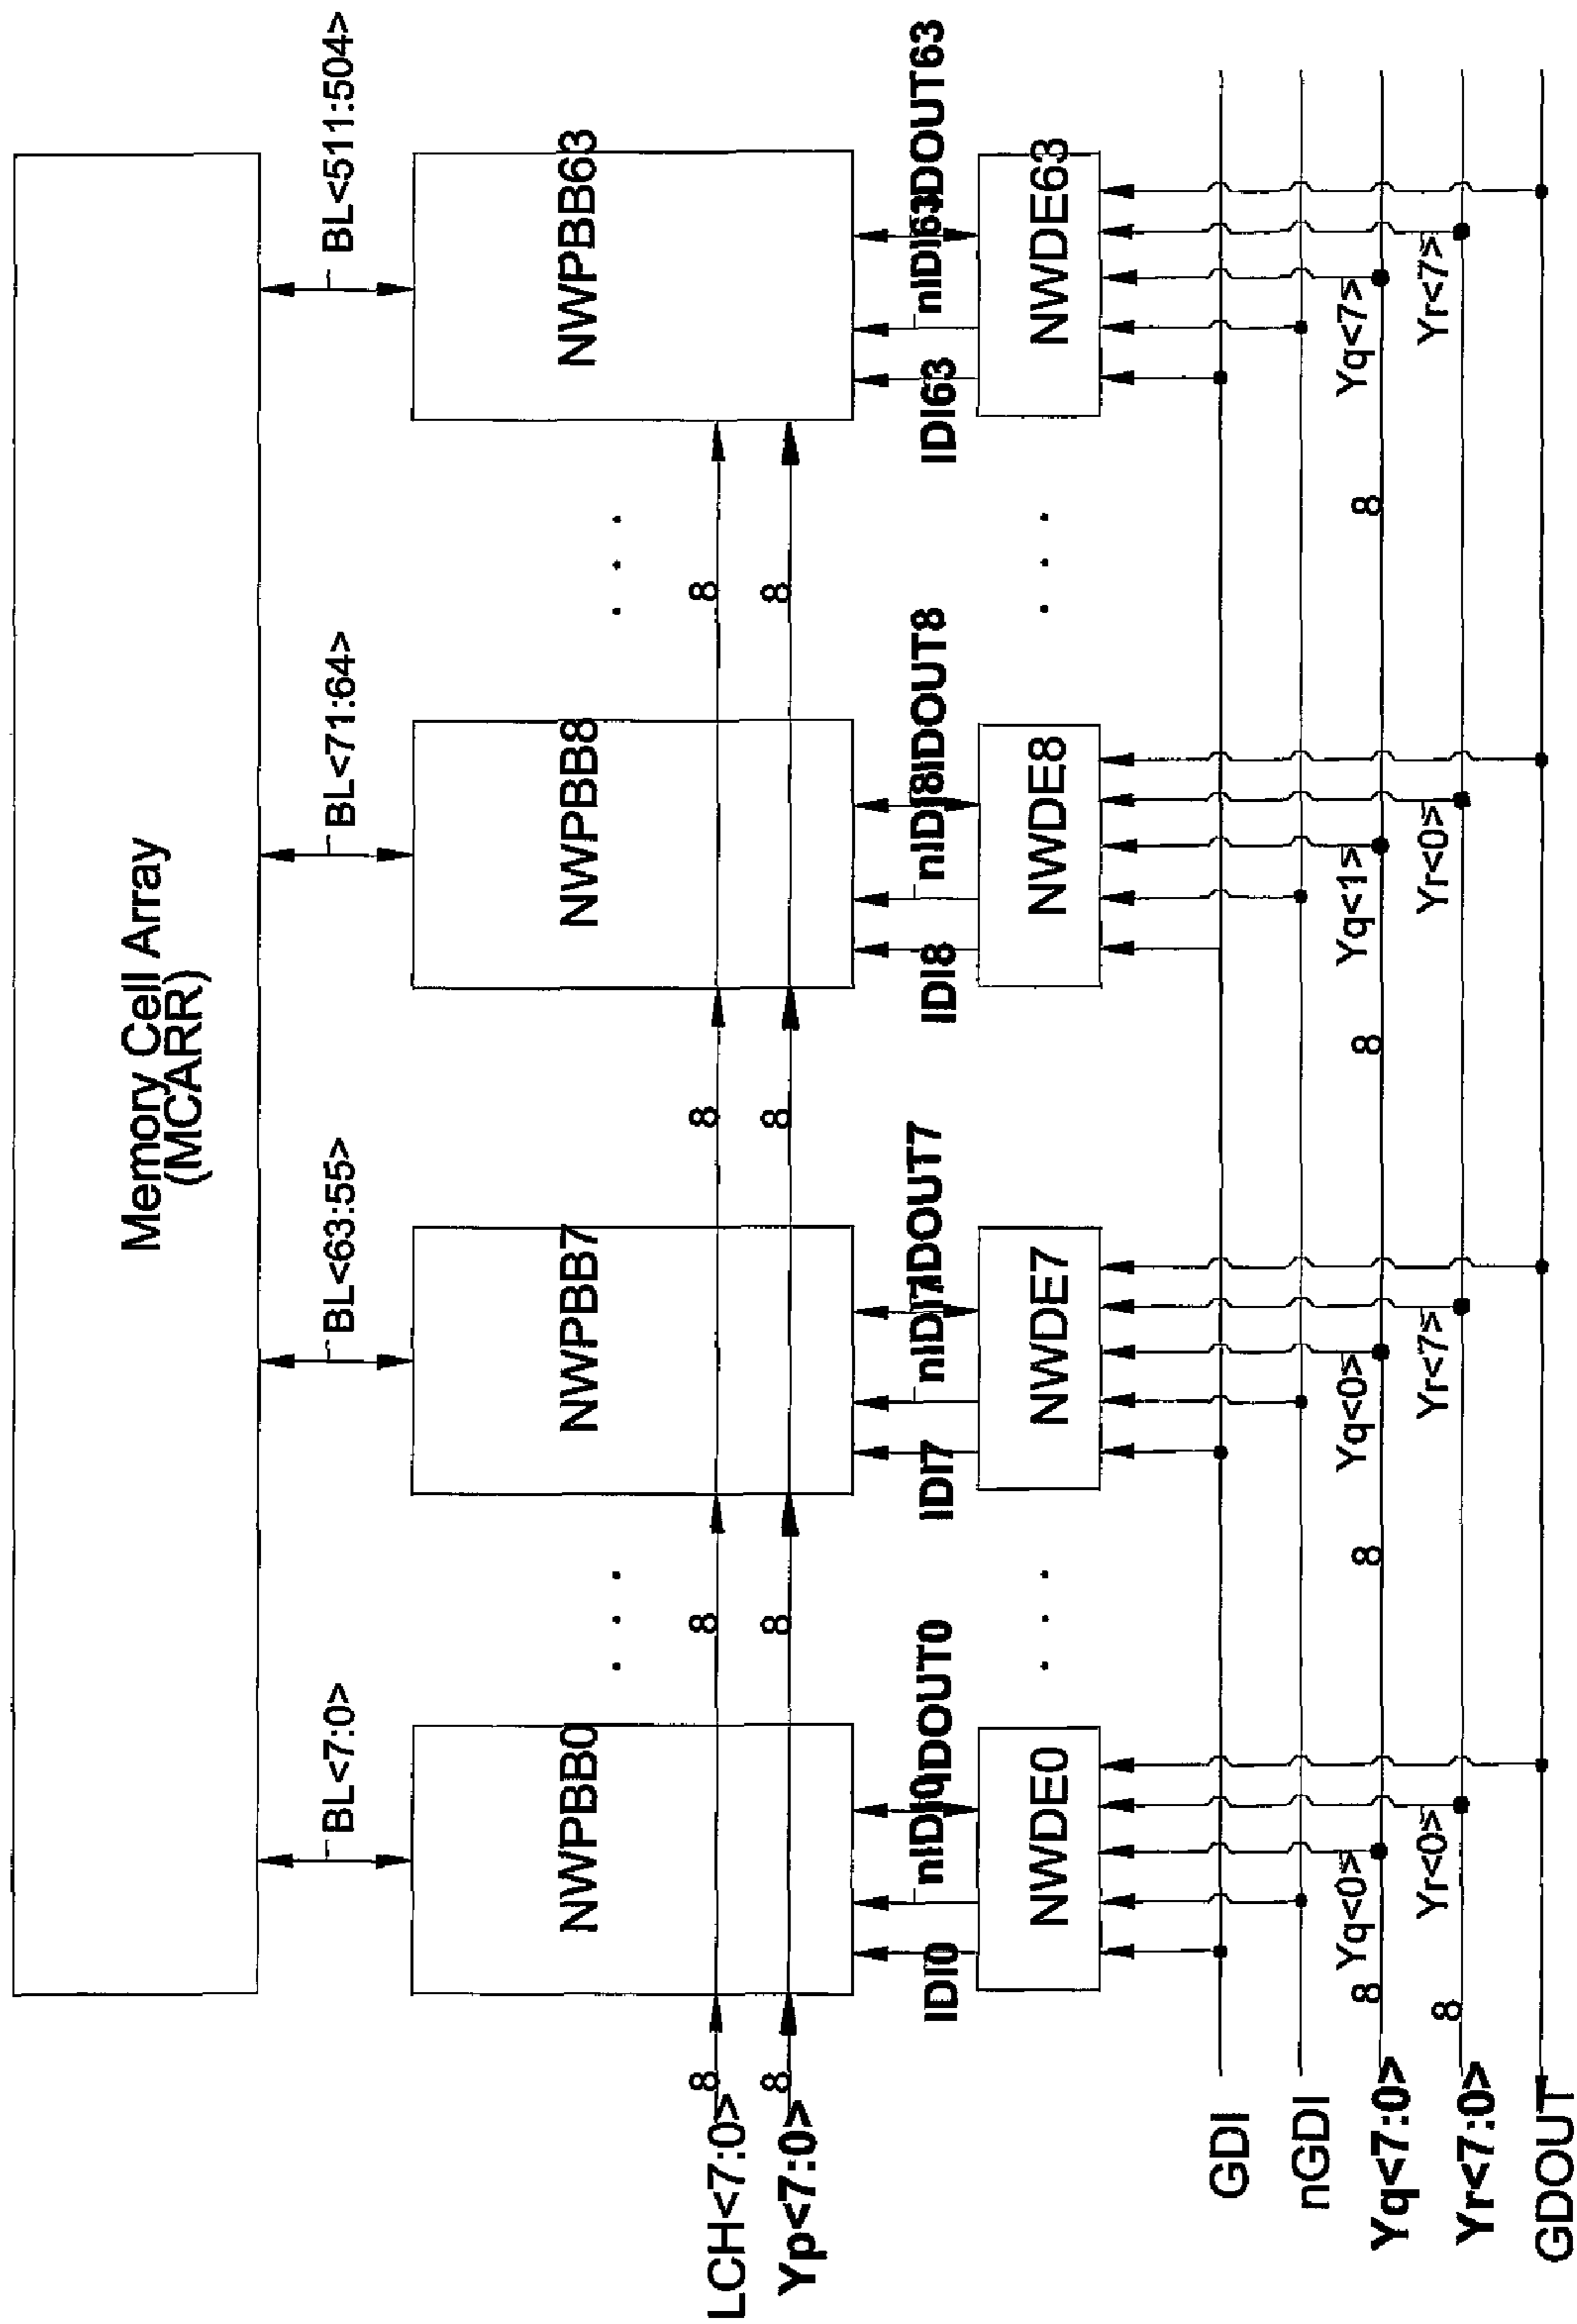 Memory Cell Array
(MCARR)
BL<7:0>
BL<63:55>
BL<71:64>
BL<511:504>
NWPBB0
. . .
NWPBB7
NWPBB8
. . .
NWPBB63
LCH<7:0>
8
8
8
8
Yp<7:0>
8
8
8
8
IDI0
nIDI0
IDOUT0
IDI7
nIDI7
IDOUT7
IDI8
nIDI8
IDOUT8
IDI63
nIDI63
IDOUT63
NWDE0
. . .
NWDE7
NWDE8
. . .
NWDE63
GDI
nGDI
Yq<7:0>
8
Yq<0>
8
Yq<0>
8
Yq<1>
8
Yq<7>
Yr<7:0>
8
Yr<0>
Yr<7>
Yr<0>
Yr<7>
GDOUT